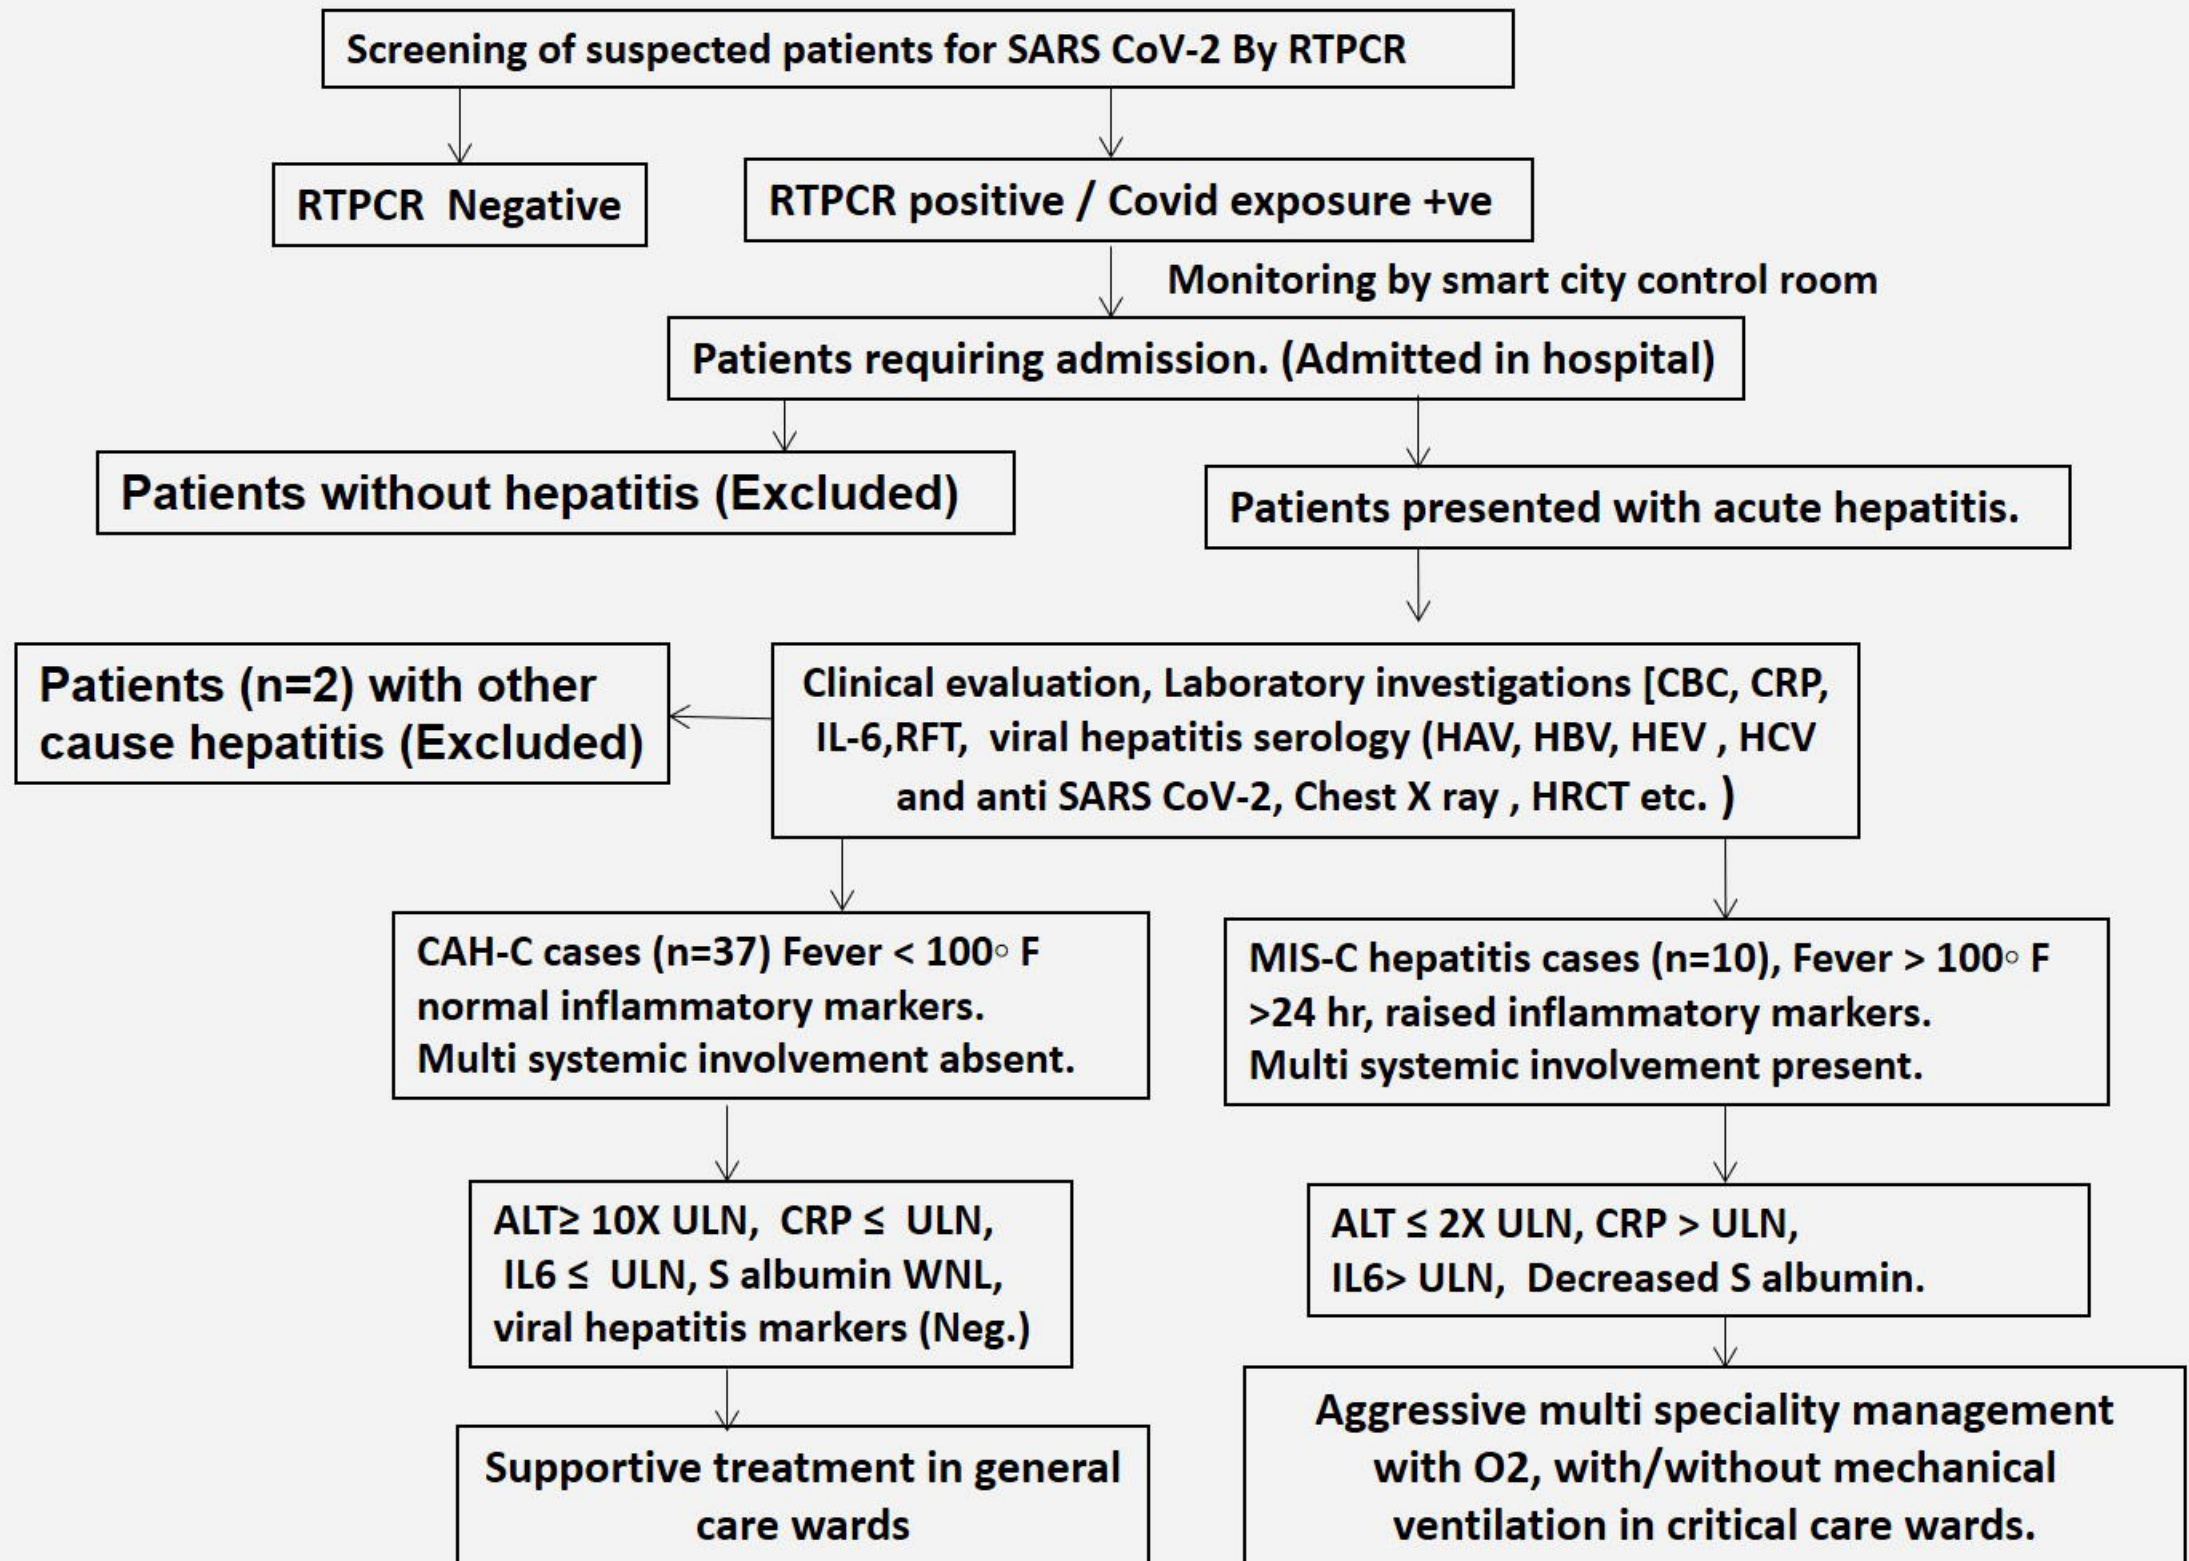 Screening of suspected patients for SARS CoV-2 By RTPCR
RTPCR  Negative
RTPCR positive / Covid exposure +ve
Monitoring by smart city control room
Patients requiring admission. (Admitted in hospital)
Patients without hepatitis (Excluded)
Patients presented with acute hepatitis.
Patients (n=2) with other
cause hepatitis (Excluded)
Clinical evaluation, Laboratory investigations [CBC, CRP,
IL-6,RFT,  viral hepatitis serology (HAV, HBV, HEV , HCV
and anti SARS CoV-2, Chest X ray , HRCT etc. )
CAH-C cases (n=37) Fever < 100◦ F
normal inflammatory markers.
Multi systemic involvement absent.
MIS-C hepatitis cases (n=10), Fever > 100◦ F
>24 hr, raised inflammatory markers.
Multi systemic involvement present.
ALT≥ 10X ULN,  CRP ≤  ULN,
IL6 ≤  ULN, S albumin WNL,
viral hepatitis markers (Neg.)
ALT ≤ 2X ULN, CRP > ULN,
IL6> ULN,  Decreased S albumin.
Supportive treatment in general
care wards
Aggressive multi speciality management
with O2, with/without mechanical
ventilation in critical care wards.